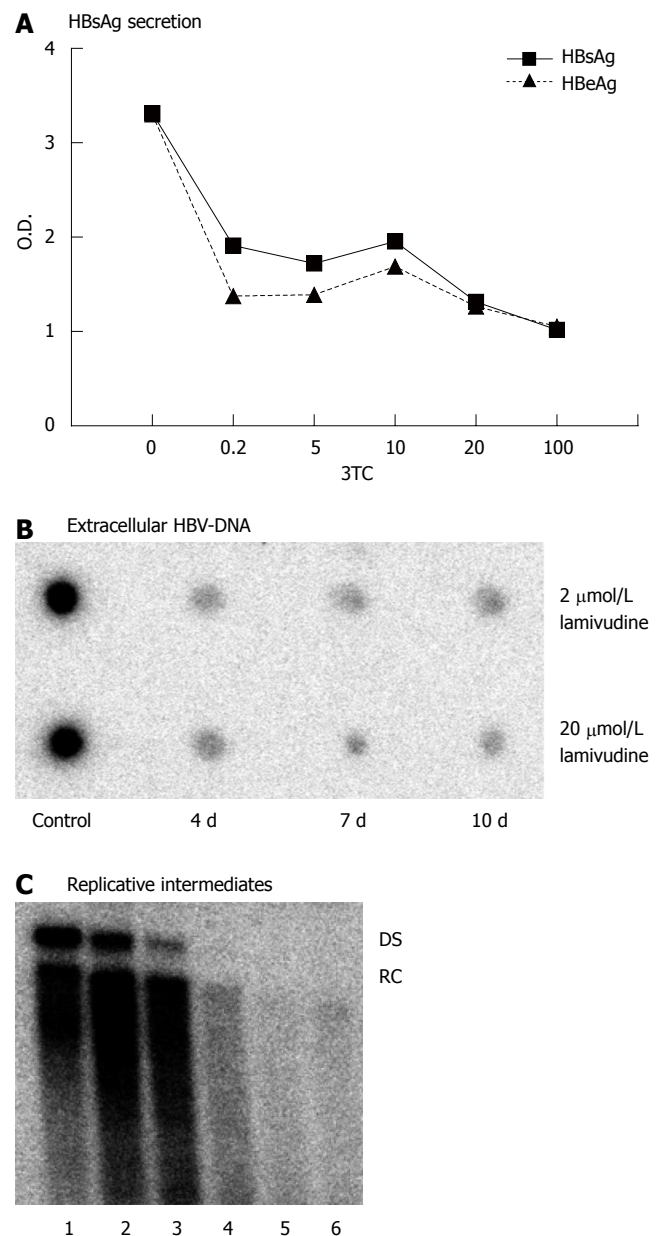 A HBsAg secretion
4
3
2
1
0
O.D.
HBsAg
HBeAg
0 0.2 5 10 20 100
3TC
B Extracellular HBV-DNA
2 μmol/L
lamivudine
20 μmol/L
lamivudine
Control 4 d 7 d 10 d
C Replicative intermediates
DS
RC
1 2 3 4 5 6